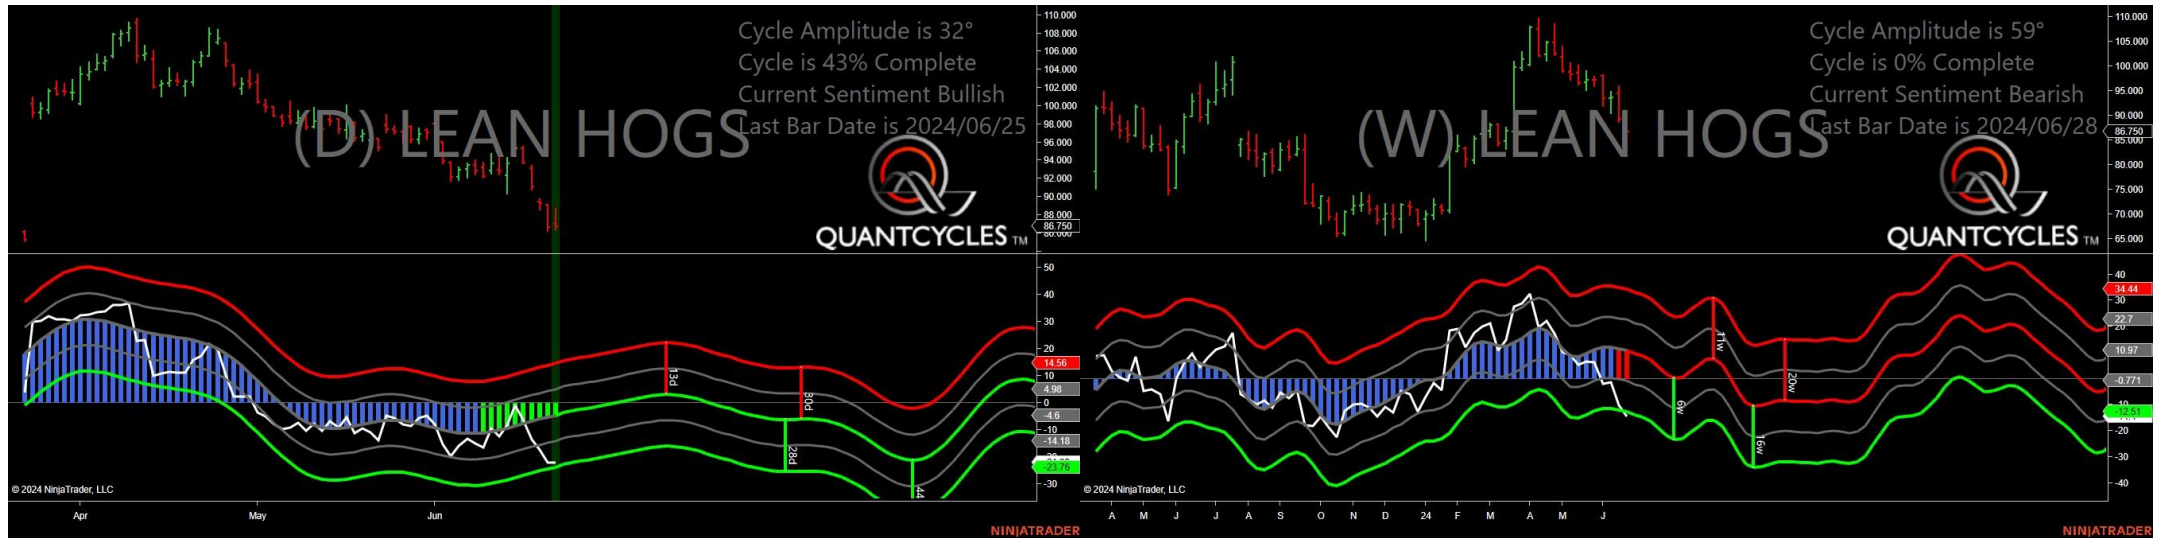 Cycle Amplitude is 32°
Cycle is 43% Complete
Current Sentiment Bullish
Last Bar Date is 2024/06/25
(D) LEAN HOGS
QUANTCYCLES TM
110.000
108.000
106.000
104.000
102.000
100.000
98.000
96.000
94.000
92.000
90.000
88.000
86.750
50
40
30
20
14.56
10
4.98
0
-4.6
-10
-14.18
-23.76
-30
13d
30d
28d
44
© 2024 NinjaTrader, LLC
Apr May Jun
NINJATRADER
Cycle Amplitude is 59°
Cycle is 0% Complete
Current Sentiment Bearish
Last Bar Date is 2024/06/28
(W) LEAN HOGS
QUANTCYCLES TM
110.000
105.000
100.000
95.000
90.000
86.750
85.000
80.000
75.000
70.000
65.000
40
34.44
30
22.7
20
10.97
-0.771
-10
-12.51
-20
-30
-40
11w
20w
6w
16w
© 2024 NinjaTrader, LLC
A M J J A S O N D 24 F M A M J
NINJATRADER